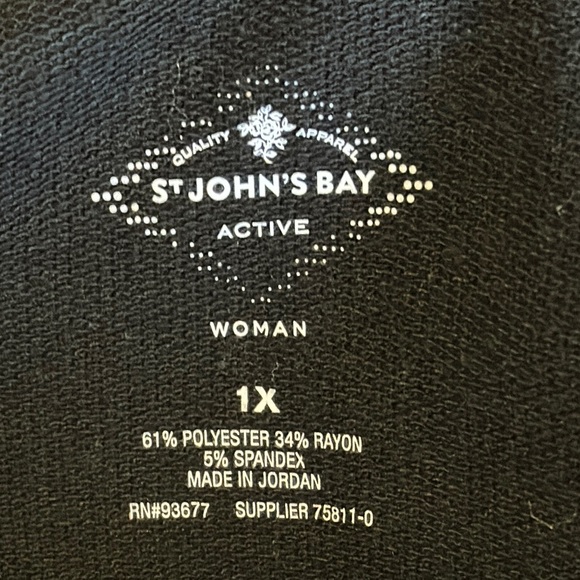 QUALITY APPAREL
ST JOHN'S BAY
ACTIVE
WOMAN
1X
61% POLYESTER 34% RAYON
5% SPANDEX
MADE IN JORDAN
RN#93677 SUPPLIER 75811-0